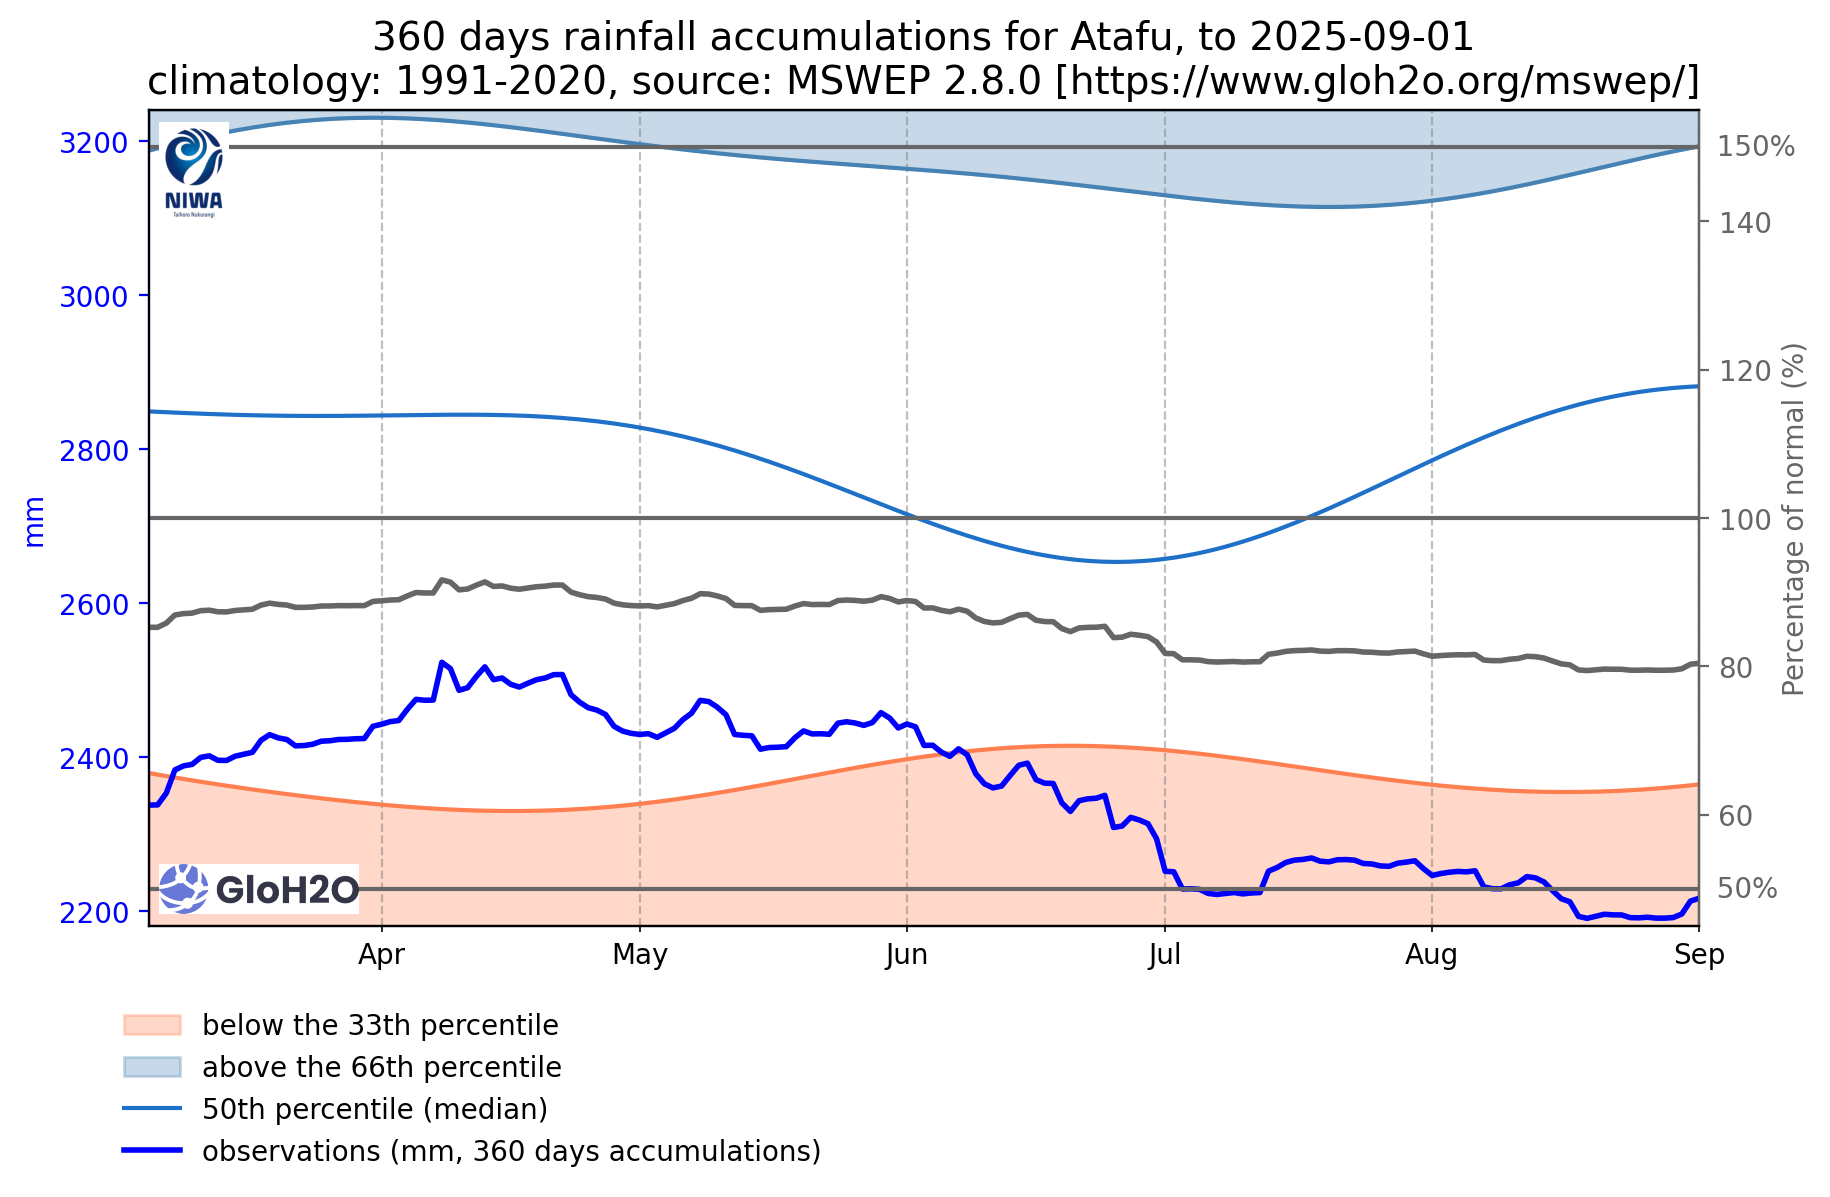 360 days rainfall accumulations for Atafu, to 2025-09-01
climatology: 1991-2020, source: MSWEP 2.8.0 [https://www.gloh2o.org/mswep/]
3200
3000
2800
2600
2400
2200
mm
NIWA
Taihoro Nukurangi
GloH2O
150%
140
120
100
80
60
50%
Percentage of normal (%)
Apr May Jun Jul Aug Sep
below the 33th percentile
above the 66th percentile
50th percentile (median)
observations (mm, 360 days accumulations)